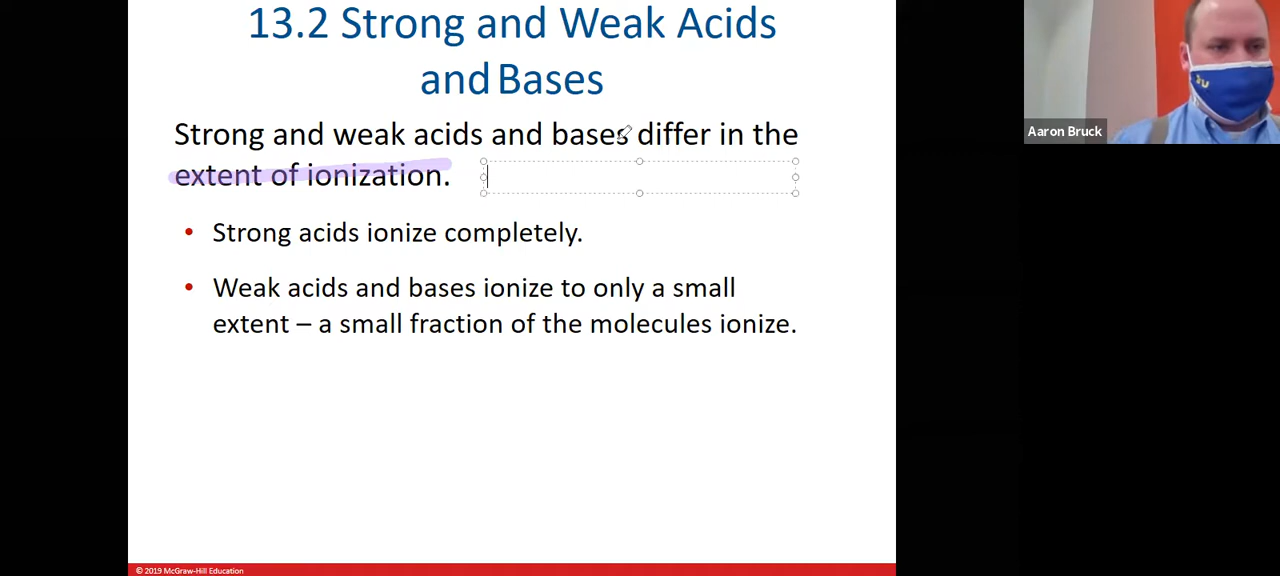 13.2 Strong and Weak Acids
and Bases
Strong and weak acids and bases differ in the
extent of ionization.
• Strong acids ionize completely.
• Weak acids and bases ionize to only a small
extent – a small fraction of the molecules ionize.
© 2019 McGraw-Hill Education
Aaron Bruck